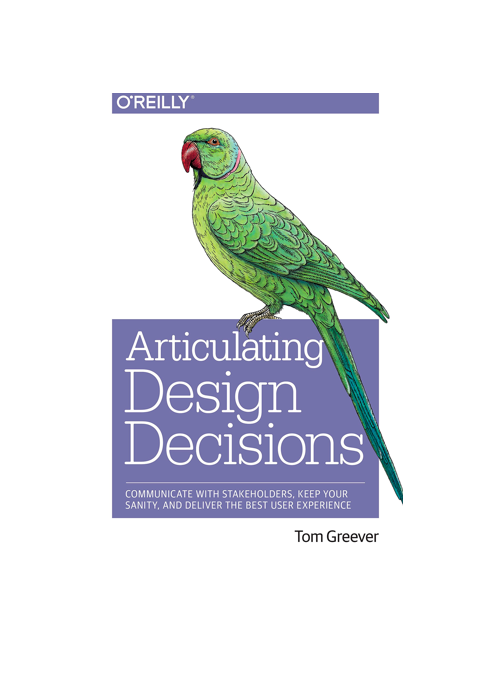 O'REILLY®
Articulating
Design
Decisions
COMMUNICATE WITH STAKEHOLDERS, KEEP YOUR
SANITY, AND DELIVER THE BEST USER EXPERIENCE
Tom Greever